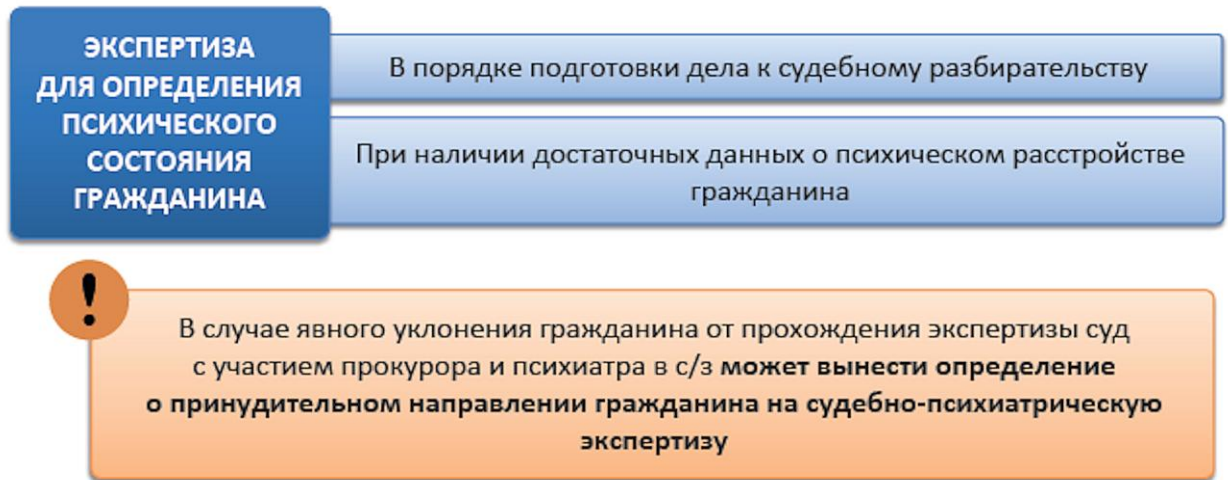 ЭКСПЕРТИЗА
ДЛЯ ОПРЕДЕЛЕНИЯ
ПСИХИЧЕСКОГО
СОСТОЯНИЯ
ГРАЖДАНИНА
В порядке подготовки дела к судебному разбирательству
При наличии достаточных данных о психическом расстройстве
гражданина
!
В случае явного уклонения гражданина от прохождения экспертизы суд
с участием прокурора и психиатра в с/з может вынести определение
о принудительном направлении гражданина на судебно-психиатрическую
экспертизу